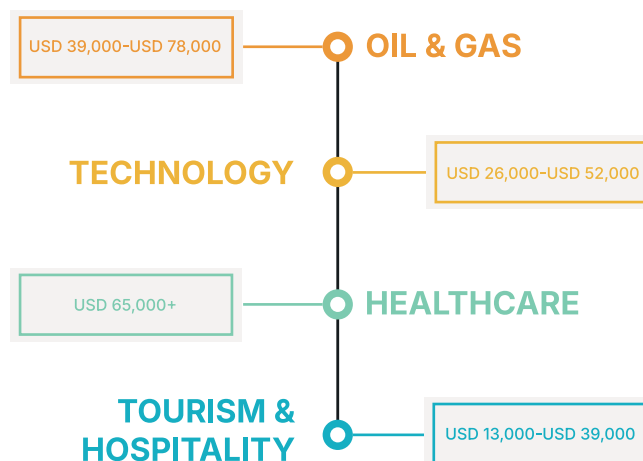 USD 39,000-USD 78,000
OIL & GAS
TECHNOLOGY
USD 26,000-USD 52,000
USD 65,000+
HEALTHCARE
TOURISM &
HOSPITALITY
USD 13,000-USD 39,000